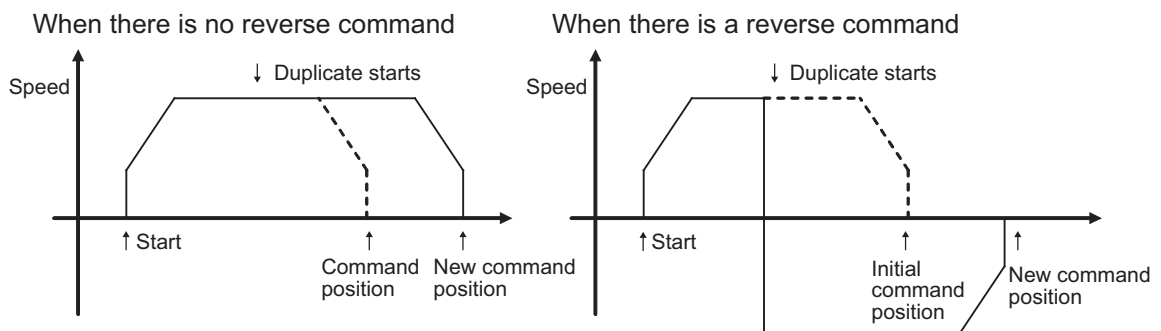 When there is no reverse command
Speed
↓ Duplicate starts
↑ Start
↑
Command
position
↑
New command
position
When there is a reverse command
Speed
↓ Duplicate starts
↑ Start
↑
Initial
command
position
↑
New command
position